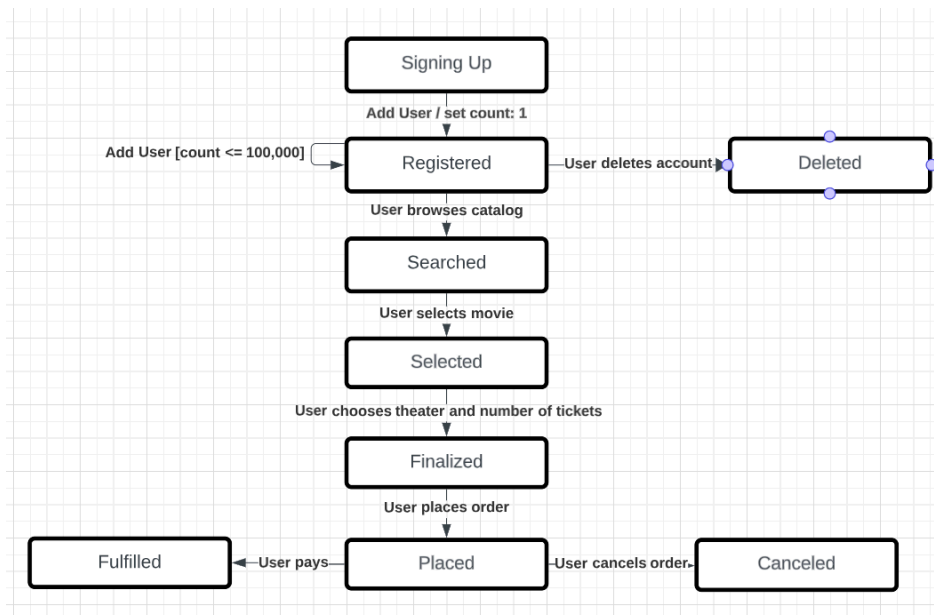 Signing Up
Add User / set count: 1
Add User [count <= 100,000]
Registered
User deletes account
Deleted
User browses catalog
Searched
User selects movie
Selected
User chooses theater and number of tickets
Finalized
User places order
Fulfilled
User pays
Placed
User cancels order
Canceled